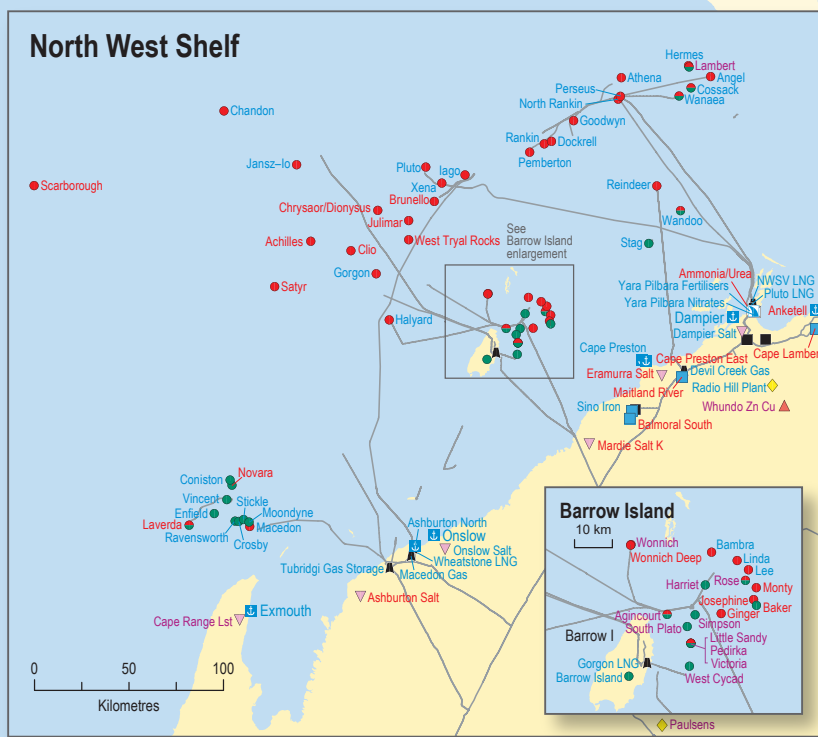 North West Shelf
Hermes
Lambert
Angel
Athena
Perseus
Cossack
North Rankin
Wanaea
Chandon
Goodwyn
Rankin
Dockrell
Pemberton
Jansz–Io
Pluto
Iago
Xena
Scarborough
Reindeer
Brunello
Chrysaor/Dionysus
Julimar
Wandoo
See
Barrow Island
enlargement
Achilles
Clio
West Tryal Rocks
Stag
Gorgon
Ammonia/Urea
NWSV LNG
Yara Pilbara Fertilisers
Pluto LNG
Satyr
Yara Pilbara Nitrates
Anketell
Halyard
Dampier
Dampier Salt
Cape Preston
Cape Lambert
Cape Preston East
Devil Creek Gas
Eramurra Salt
Maitland River
Radio Hill Plant
Sino Iron
Whundo Zn Cu
Balmoral South
Mardie Salt K
Novara
Coniston
Stickle
Vincent
Moondyne
Enfield
Laverda
Macedon
Ravensworth
Crosby
Ashburton North
Onslow
Onslow Salt
Wheatstone LNG
Tubridgi Gas Storage
Macedon Gas
Ashburton Salt
Exmouth
Cape Range Lst
0
50
100
Kilometres
Barrow Island
10 km
Wonnich
Bambra
Wonnich Deep
Linda
Lee
Rose
Harriet
Monty
Josephine
Baker
Ginger
Agincourt
Simpson
South Plato
Little Sandy
Barrow I
Pedirka
Victoria
Gorgon LNG
West Cycad
Barrow Island
Paulsens